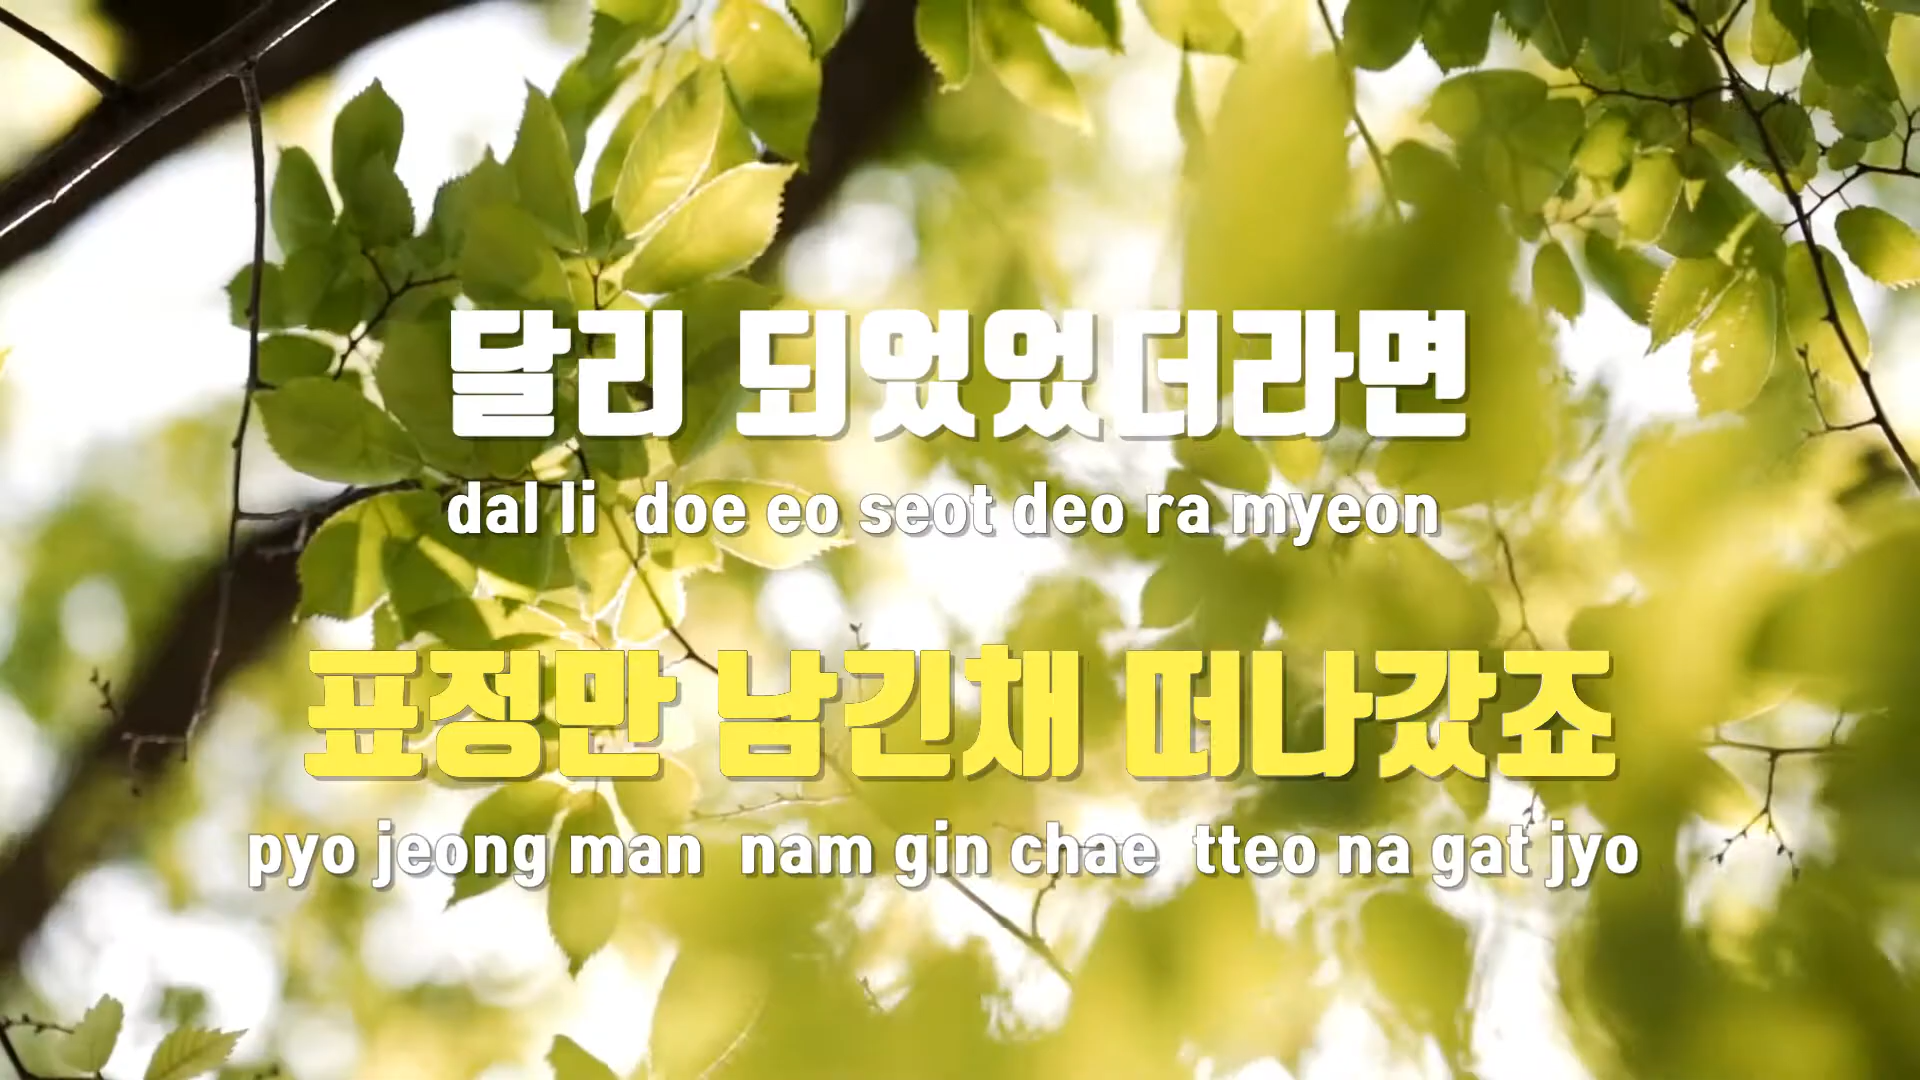 달리 되었었더라면
dal li doe eo seot deo ra myeon
표정만 남긴채 떠나갔죠
pyo jeong man nam gin chae tteo na gat jyo